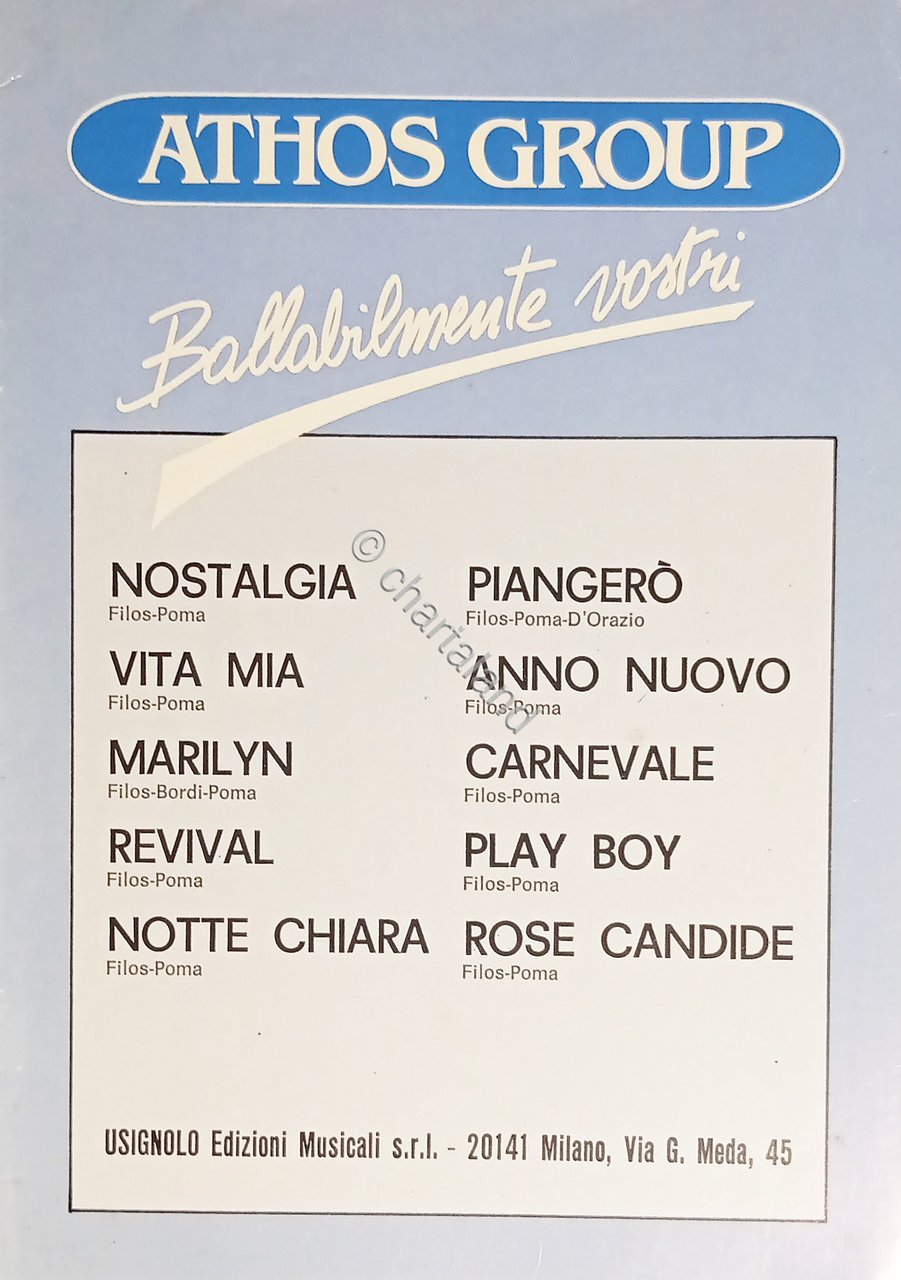 ATHOS GROUP
Ballabilmente vostri
NOSTALGIA
Filos-Poma
VITA MIA
Filos-Poma
MARILYN
Filos-Bordi-Poma
REVIVAL
Filos-Poma
NOTTE CHIARA
Filos-Poma
PIANGERÒ
Filos-Poma-D'Orazio
ANNO NUOVO
Filos-Poma
CARNEVALE
Filos-Poma
PLAY BOY
Filos-Poma
ROSE CANDIDE
Filos-Poma
© chartaland
USIGNOLO Edizioni Musicali s.r.l. - 20141 Milano, Via G. Meda, 45